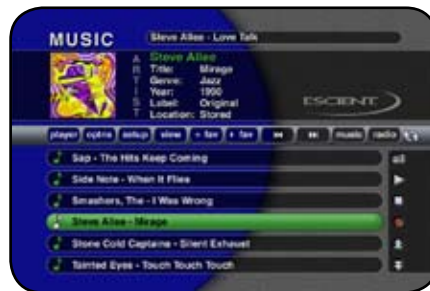 MUSIC
Steve Allee - Love Talk
ARTIST
Steve Allee
Title: Mirage
Genre: Jazz
Year: 1990
Label: Original
Location: Stored
ESCIENT
player optns setup view - fav + fav music radio
Sap - The Hits Keep Coming
all
Side Note - When It Flies
Smashers, The - I Was Wrong
Steve Allee - Mirage
Stone Cold Captains - Silent Exhaust
Tainted Eyes - Touch Touch Touch